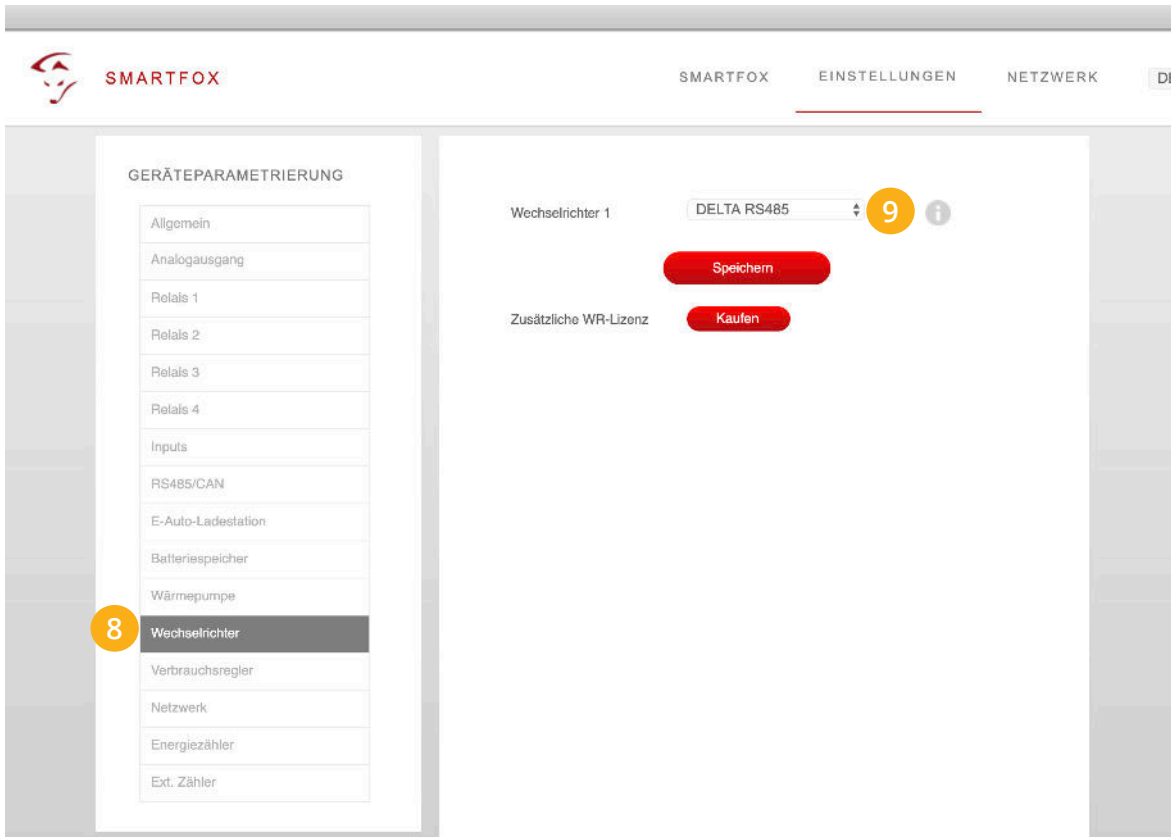 SMARTFOX
SMARTFOX EINSTELLUNGEN NETZWERK DE
GERÄTEPARAMETRIERUNG
Allgemein
Analogausgang
Relais 1
Relais 2
Relais 3
Relais 4
Inputs
RS485/CAN
E-Auto-Ladestation
Batteriespeicher
Wärmepumpe
8 Wechselrichter
Verbrauchsregler
Netzwerk
Energiezähler
Ext. Zähler
Wechselrichter 1 DELTA RS485 9 i
Speichern
Zusätzliche WR-Lizenz Kaufen